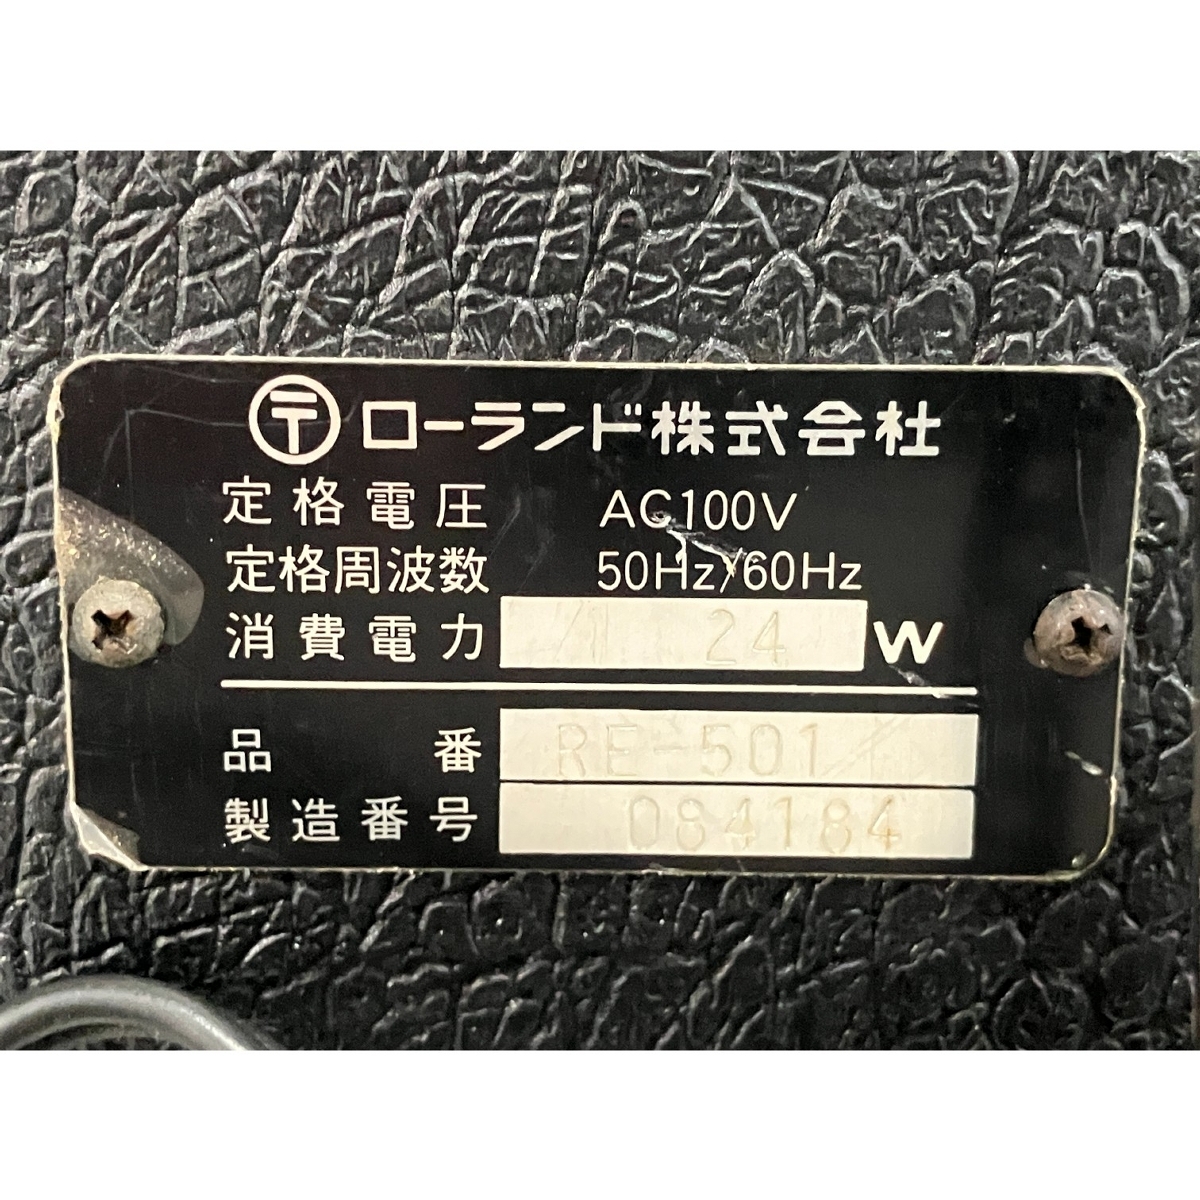 〒 ローランド株式会社
定格電圧 AC100V
定格周波数 50Hz/60Hz
消費電力 24 W
品番 RE-501
製造番号 084184